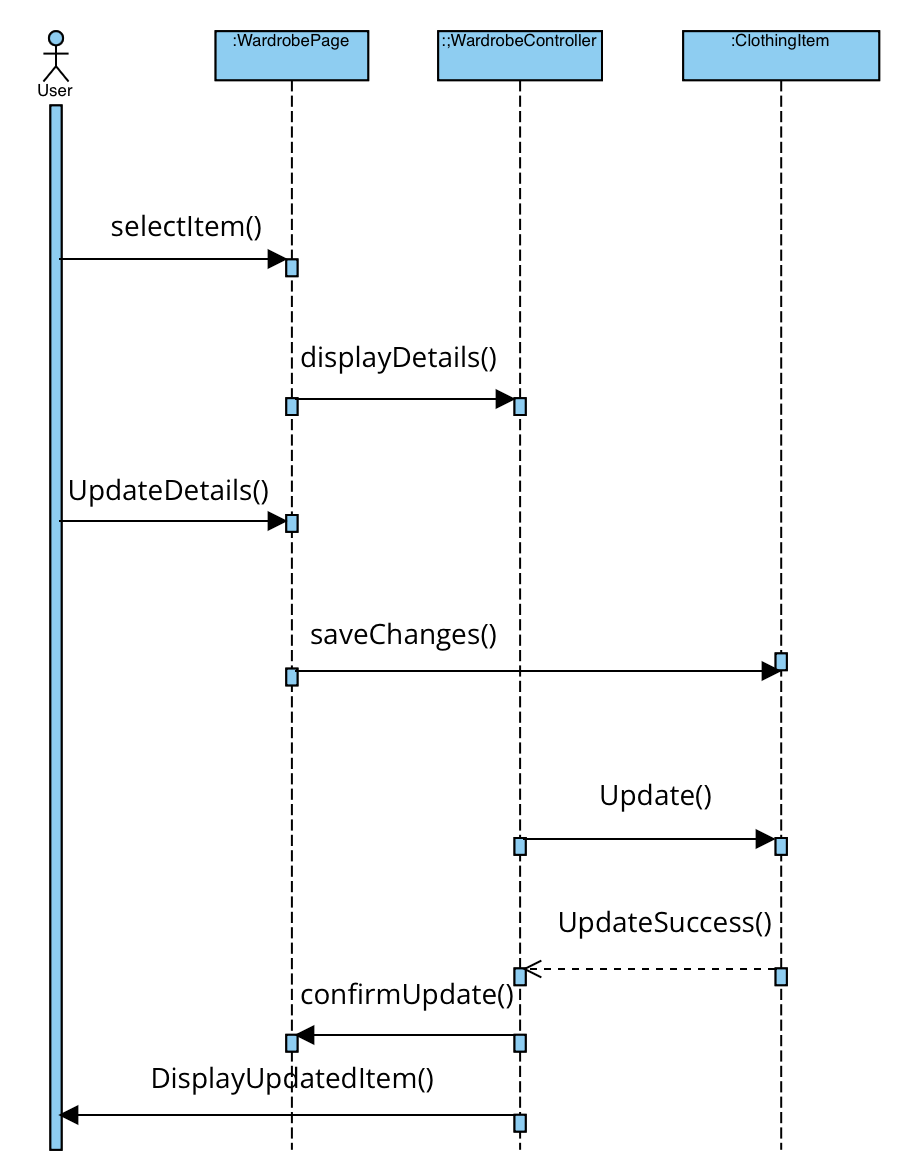 User
:WardrobePage
:;WardrobeController
:ClothingItem
selectItem()
displayDetails()
UpdateDetails()
saveChanges()
Update()
UpdateSuccess()
confirmUpdate()
DisplayUpdatedItem()